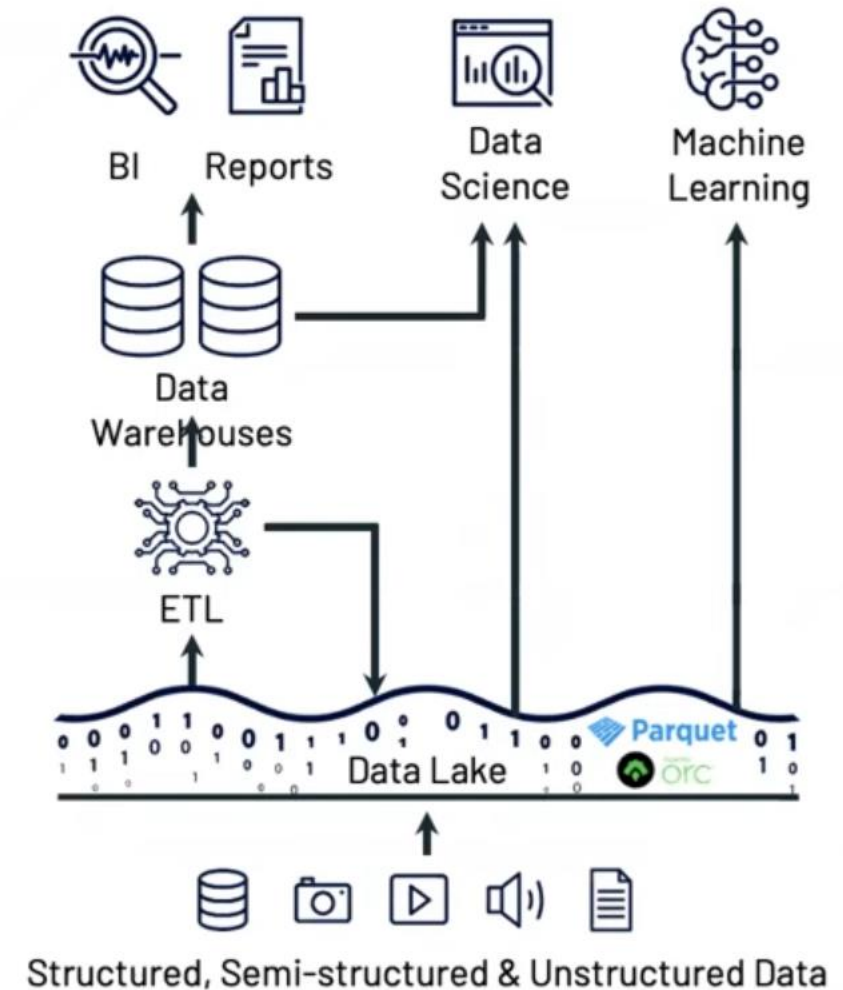 BI
Reports
Data
Science
Machine
Learning
Data
Warehouses
ETL
Parquet
orc
Data Lake
Structured, Semi-structured & Unstructured Data